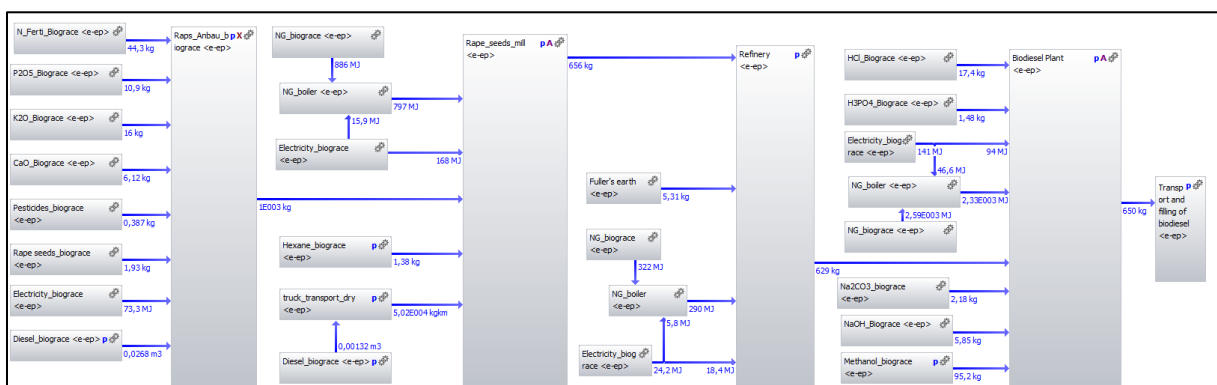 N_Ferti_Biograce <e-ep>
44,3 kg
P2O5_Biograce <e-ep>
10,9 kg
K2O_Biograce <e-ep>
16 kg
CaO_Biograce <e-ep>
6,12 kg
Pesticides_biograce
<e-ep>
0,387 kg
Rape seeds_biograce
<e-ep>
1,93 kg
Electricity_biograce
<e-ep>
73,3 MJ
Diesel_biograce <e-ep> p
0,0268 m3
Raps_Anbau_b p X
iograce <e-ep>
1E003 kg
NG_biograce <e-ep>
886 MJ
NG_boiler <e-ep>
797 MJ
15,9 MJ
Electricity_biograce
<e-ep>
168 MJ
Hexane_biograce p
<e-ep>
1,38 kg
truck_transport_dry p
<e-ep>
5,02E004 kgkm
0,00132 m3
Diesel_biograce <e-ep> p
Rape_seeds_mill p A
<e-ep>
656 kg
Fuller's earth
<e-ep>
5,31 kg
NG_biograce
<e-ep>
322 MJ
NG_boiler
<e-ep>
290 MJ
5,8 MJ
Electricity_biog
race <e-ep>
24,2 MJ
18,4 MJ
Refinery p
<e-ep>
629 kg
HCl_Biograce <e-ep>
17,4 kg
H3PO4_Biograce <e-ep>
1,48 kg
Electricity_biog
race <e-ep>
141 MJ
94 MJ
46,6 MJ
NG_boiler <e-ep>
2,33E003 MJ
2,59E003 MJ
NG_biograce <e-ep>
Na2CO3_biograce
<e-ep>
2,18 kg
NaOH_Biograce <e-ep>
5,85 kg
Methanol_biograce p
<e-ep>
95,2 kg
Biodiesel Plant p A
<e-ep>
650 kg
Transp p
ort and
filling of
biodiesel
<e-ep>